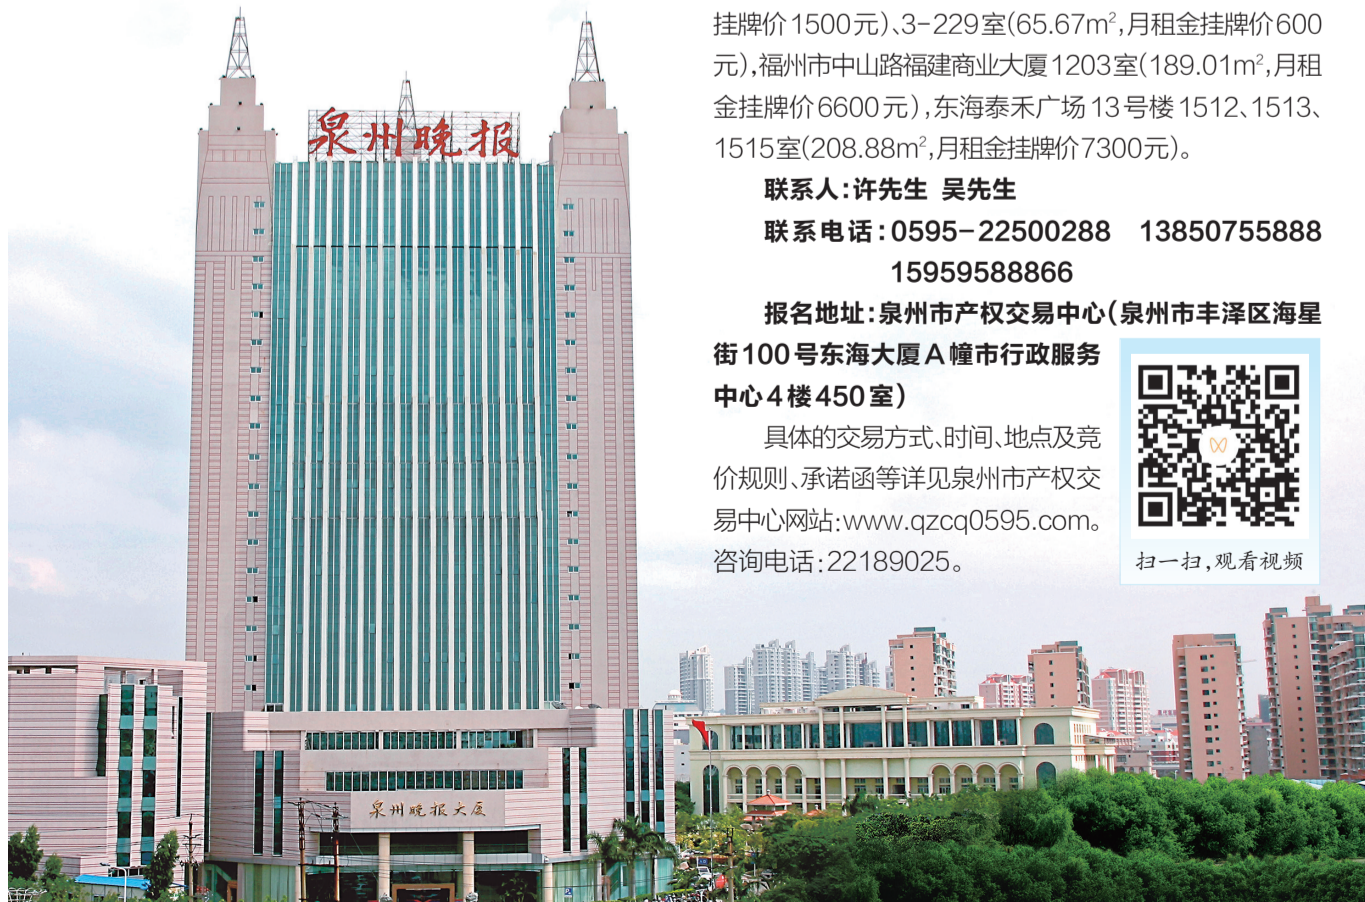 挂牌价1500元)、3-229室(65.67m²,月租金挂牌价600
元),福州市中山路福建商业大厦1203室(189.01m²,月租
金挂牌价6600元),东海泰禾广场13号楼1512、1513、
1515室(208.88m²,月租金挂牌价7300元)。
联系人:许先生 吴先生
联系电话:0595-22500288 13850755888
15959588866
报名地址:泉州市产权交易中心(泉州市丰泽区海星
街100号东海大厦A幢市行政服务
中心4楼450室)
具体的交易方式、时间、地点及竞
价规则、承诺函等详见泉州市产权交
易中心网站:www.qzcq0595.com。
咨询电话:22189025。
扫一扫,观看视频
泉州晚报
泉州晚报大厦